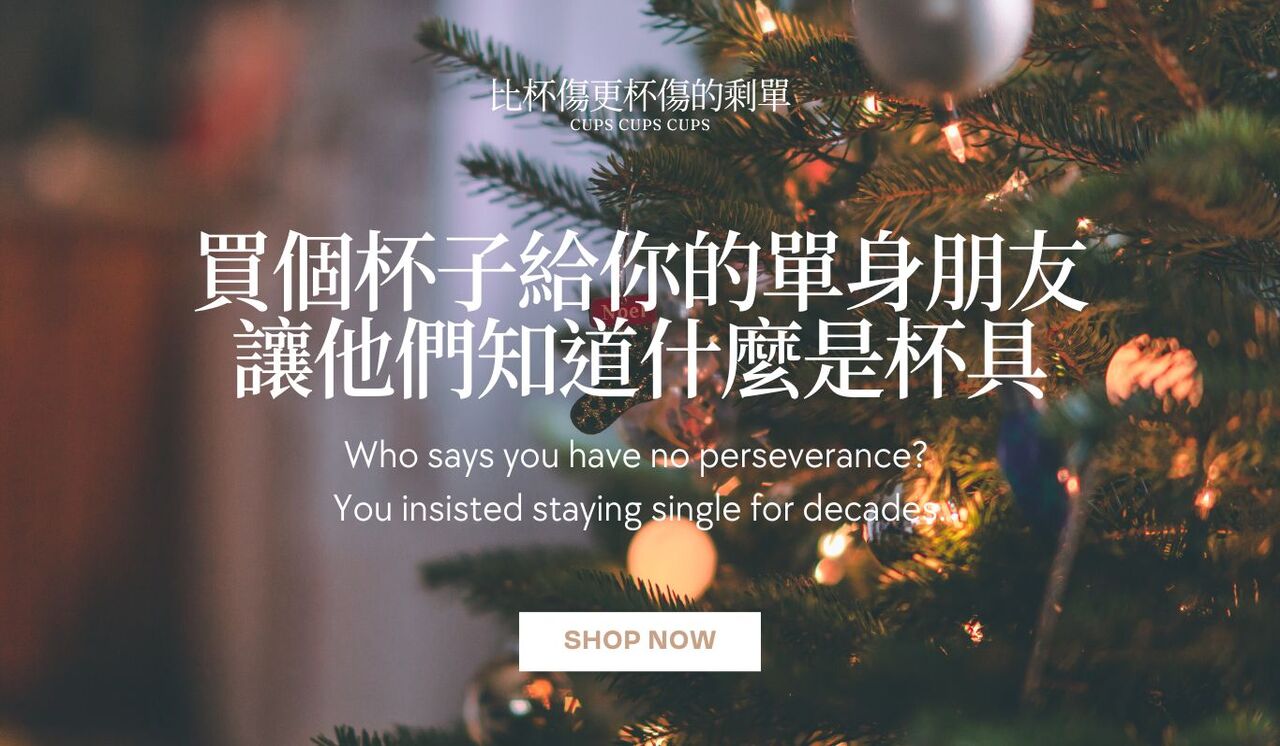 比杯傷更杯傷的剩單
CUPS CUPS CUPS
買個杯子給你的單身朋友
Noel
讓他們知道什麼是杯具
Who says you have no perseverance?
You insisted staying single for decades...
SHOP NOW